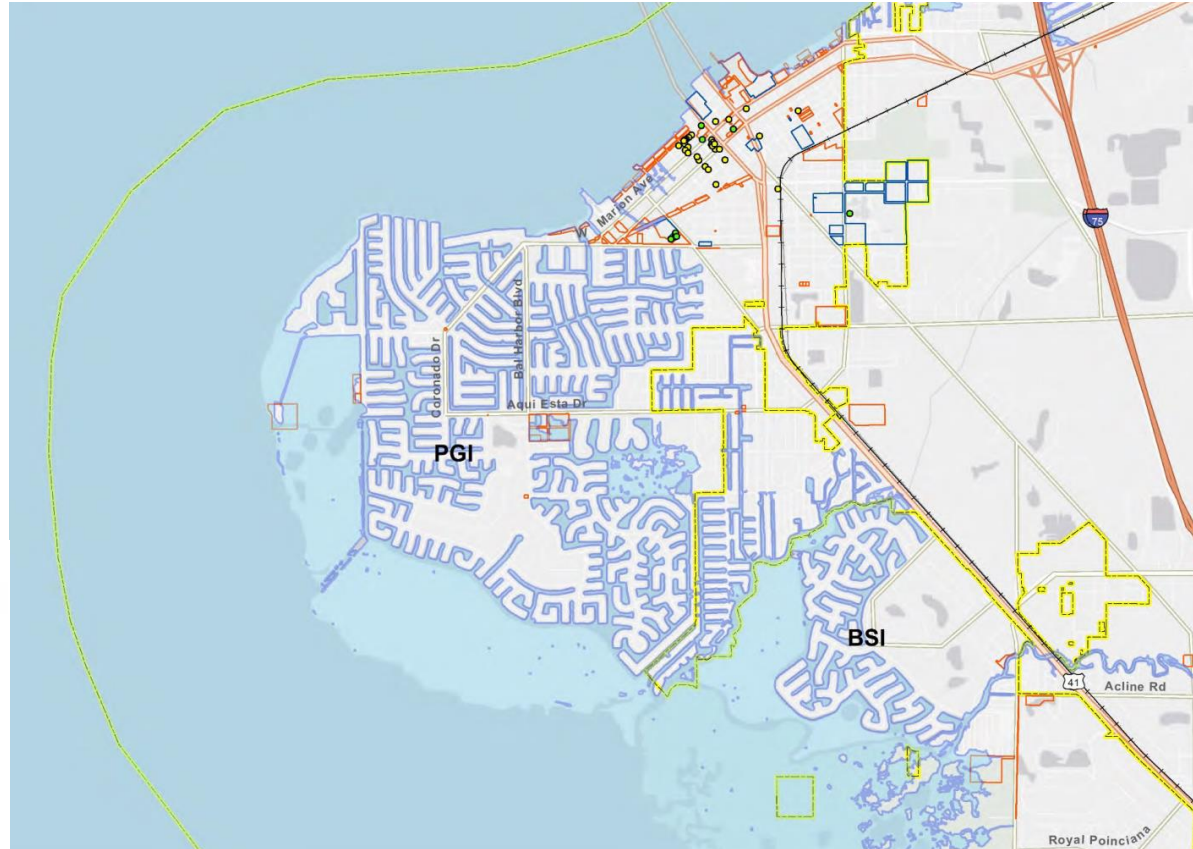 W Marion Ave
75
Bal Harbor Blvd
Coronado Dr
Aqui Esta Dr
PGI
BSI
41
Acline Rd
Royal Poinciana